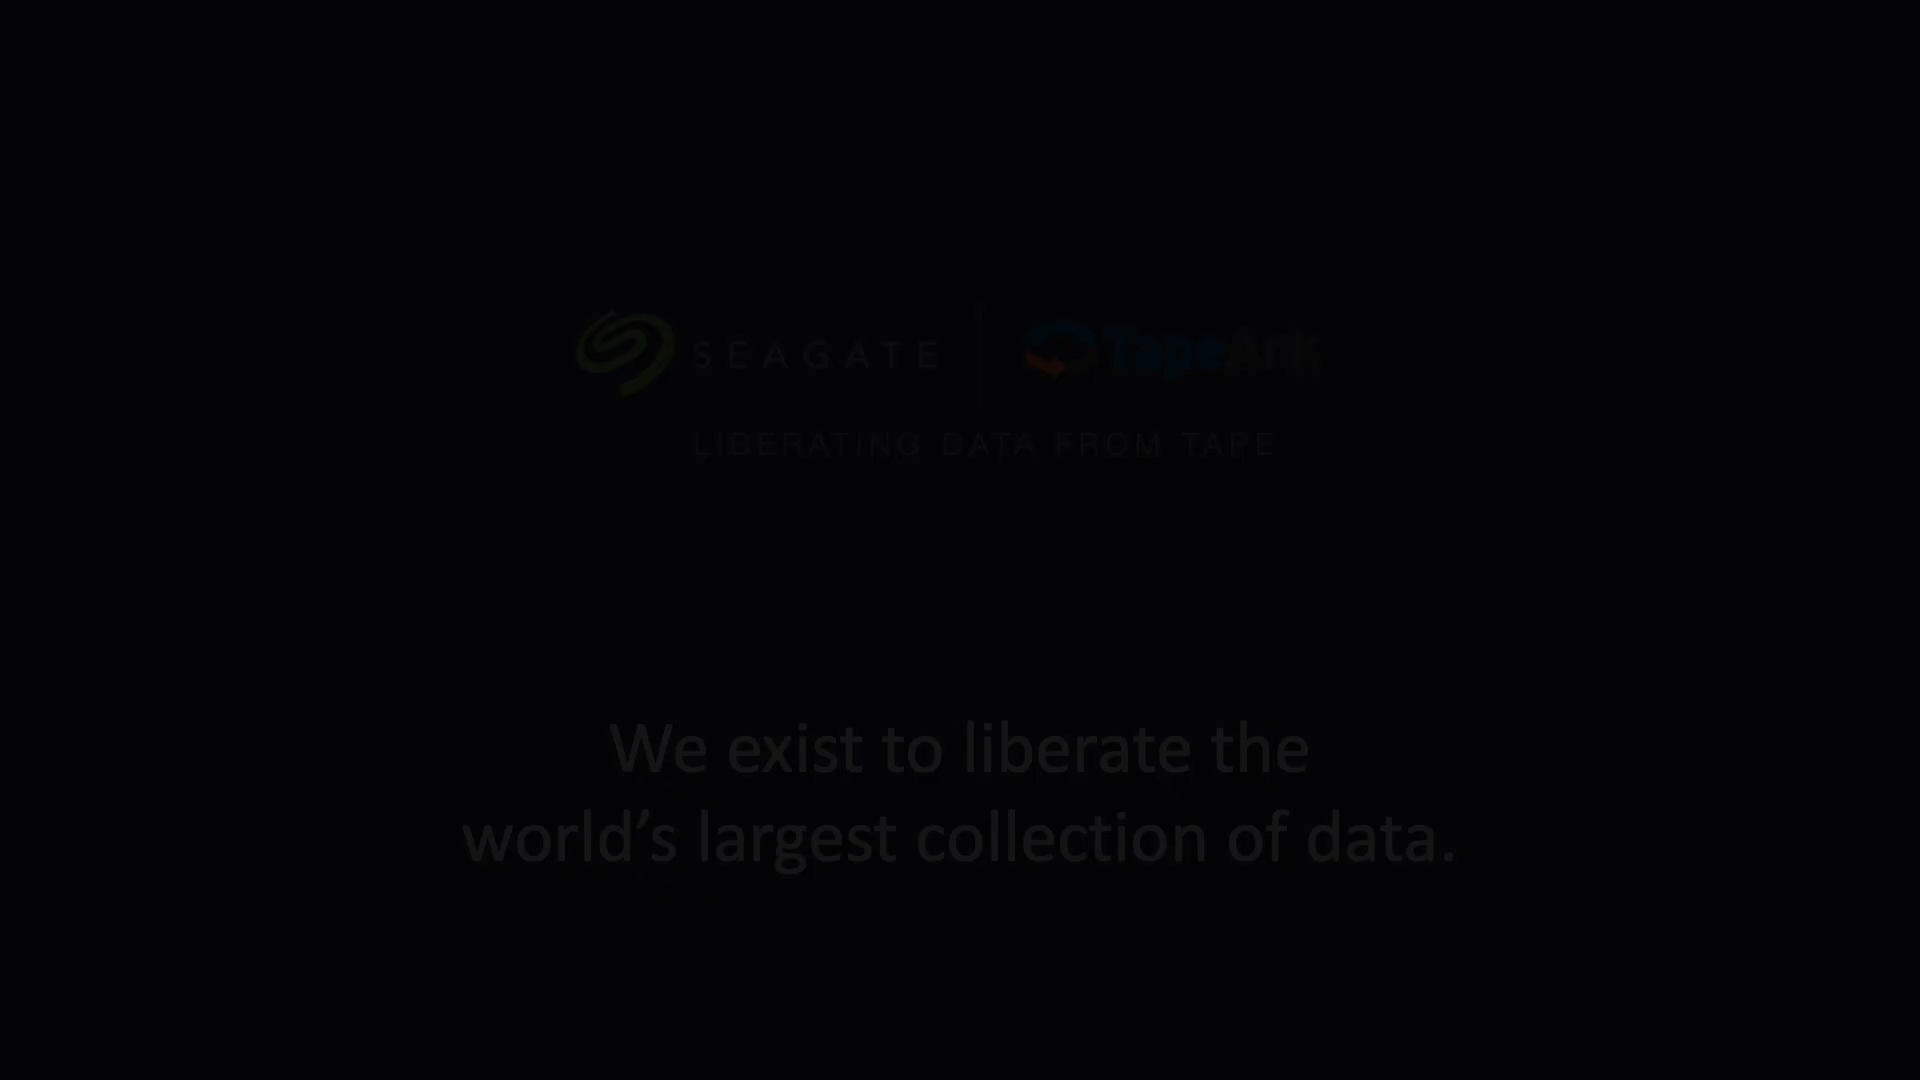 SEAGATE | TapeArk
LIBERATING DATA FROM TAPE
We exist to liberate the
world’s largest collection of data.